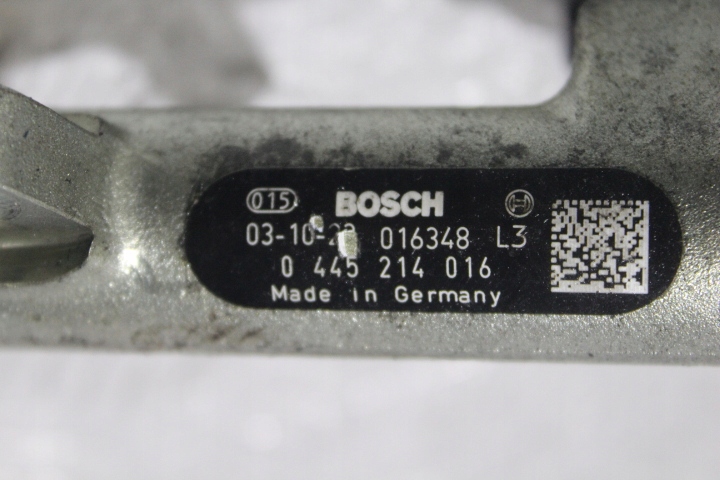 015 BOSCH
016348 L3
0 445 214 016
Made in Germany